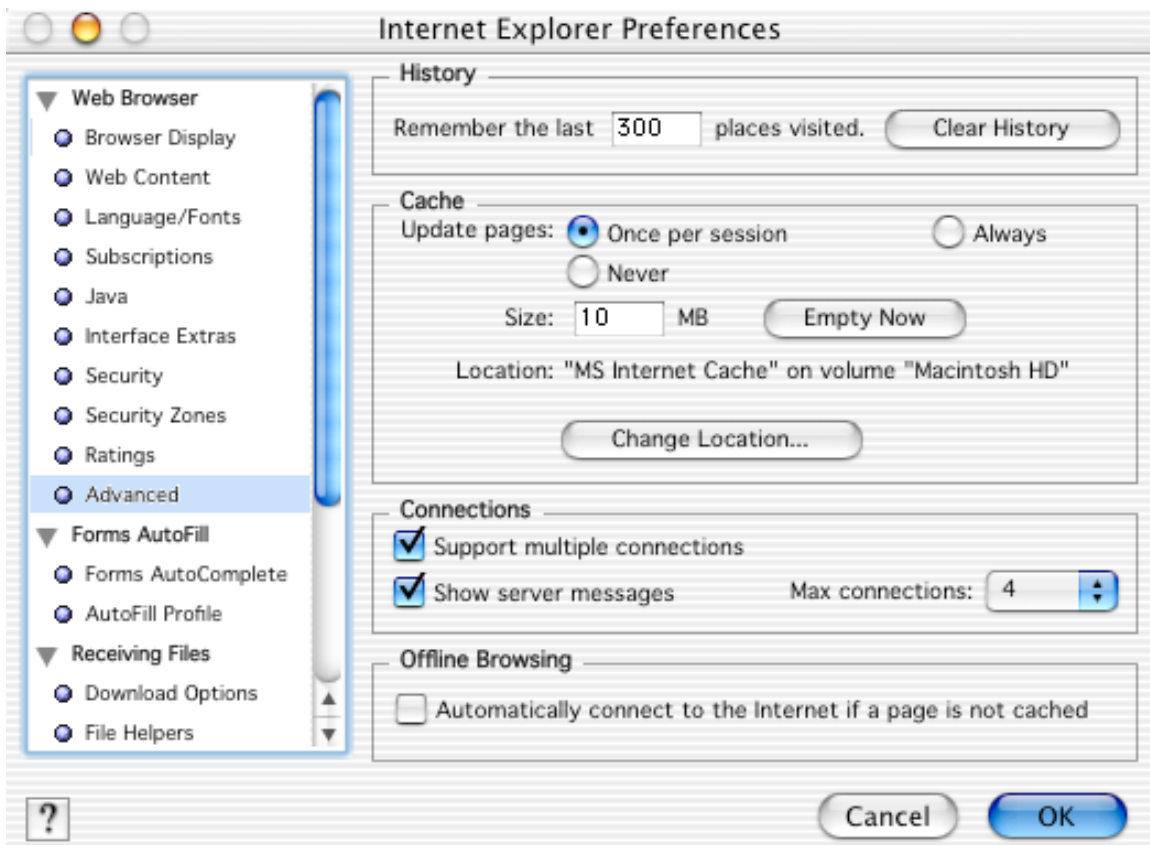 Internet Explorer Preferences
Web Browser
Browser Display
Web Content
Language/Fonts
Subscriptions
Java
Interface Extras
Security
Security Zones
Ratings
Advanced
Forms AutoFill
Forms AutoComplete
AutoFill Profile
Receiving Files
Download Options
File Helpers
History
Remember the last 300 places visited. Clear History
Cache
Update pages: Once per session Always
Never
Size: 10 MB Empty Now
Location: "MS Internet Cache" on volume "Macintosh HD"
Change Location...
Connections
Support multiple connections
Show server messages Max connections: 4
Offline Browsing
Automatically connect to the Internet if a page is not cached
? Cancel OK